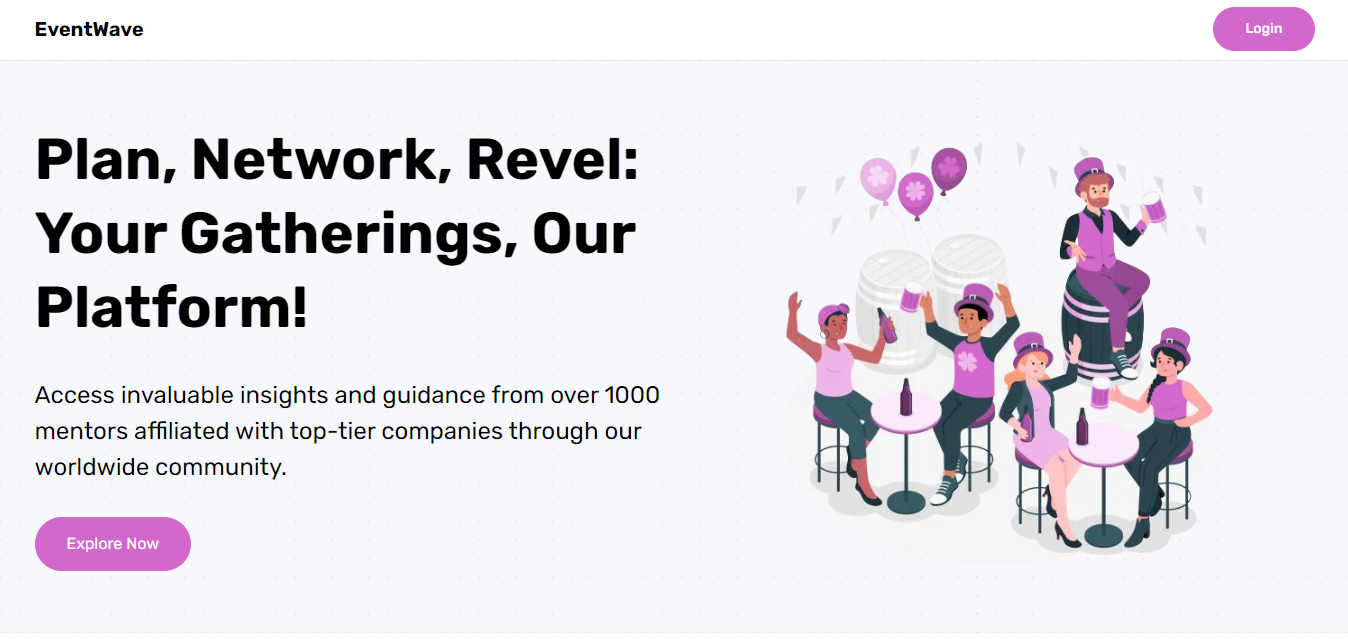 EventWave
Login
Plan, Network, Revel:
Your Gatherings, Our
Platform!
Access invaluable insights and guidance from over 1000
mentors affiliated with top-tier companies through our
worldwide community.
Explore Now